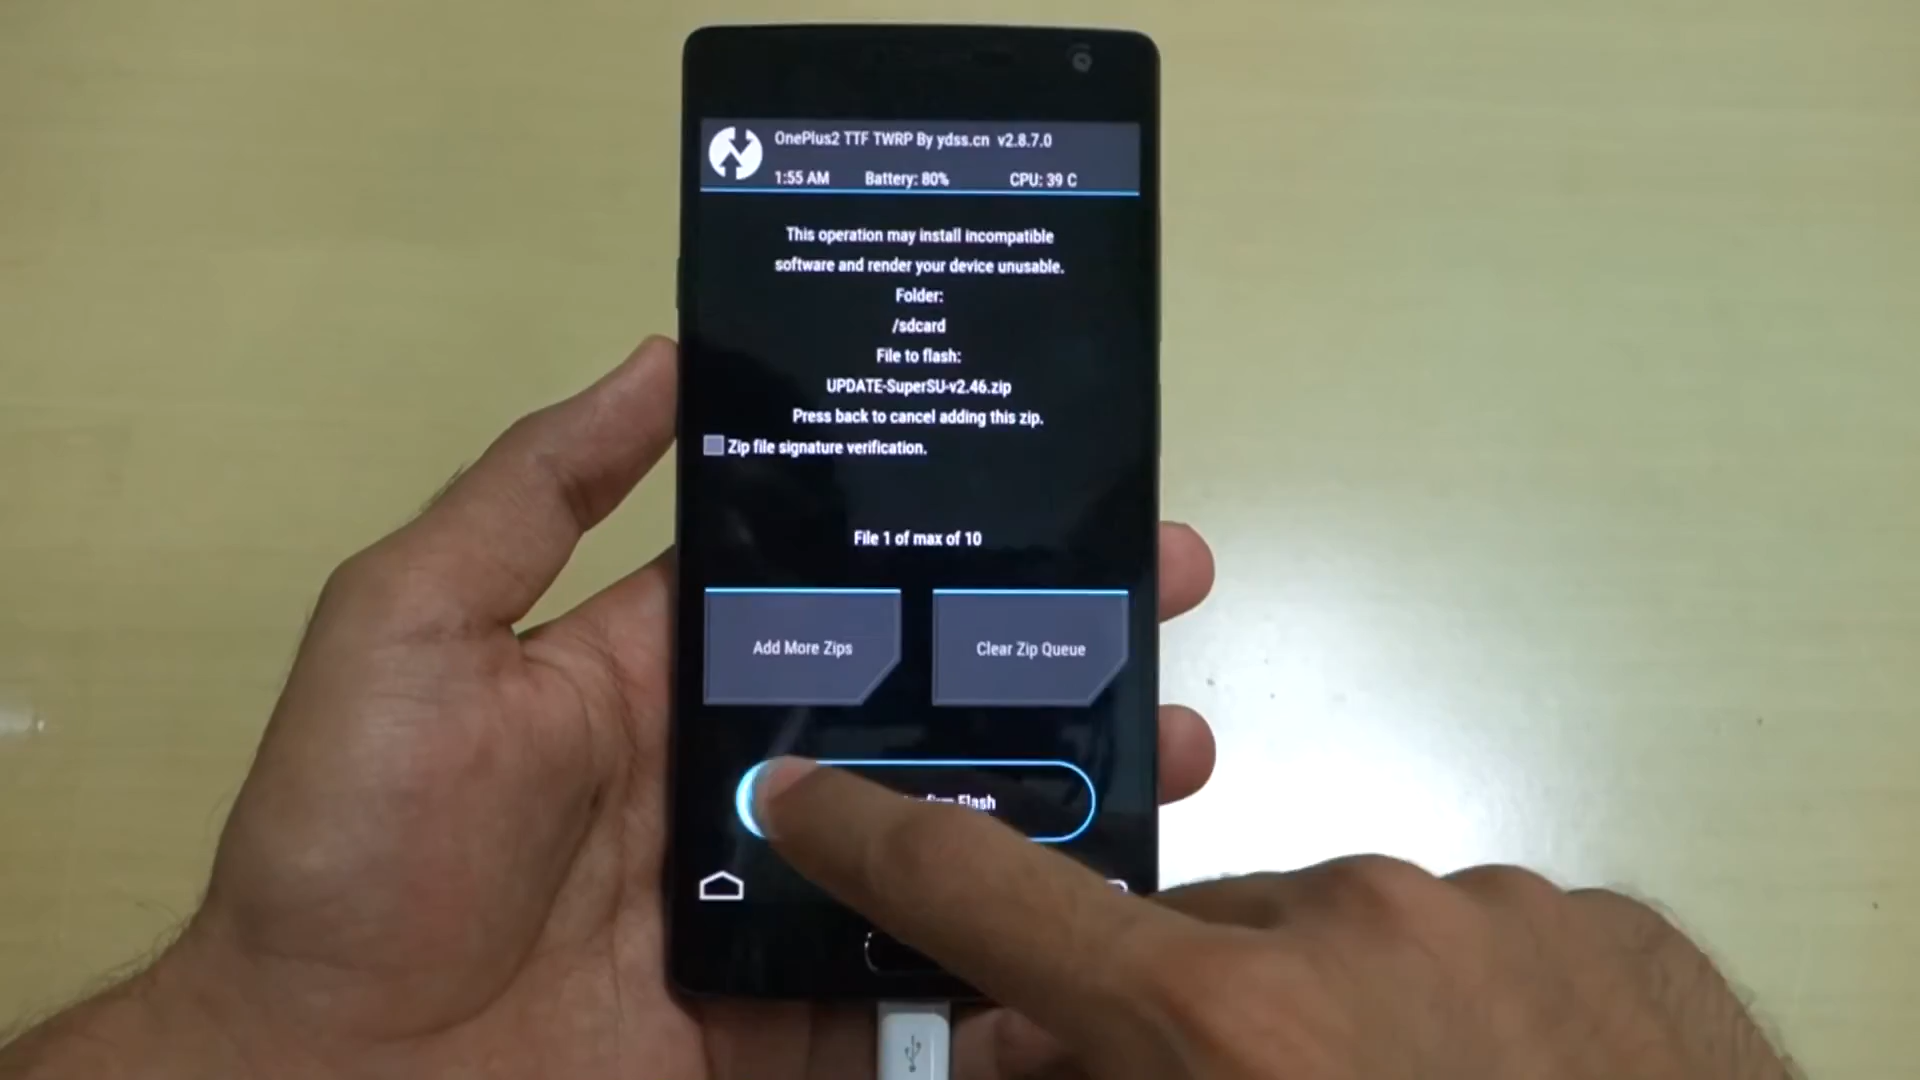 OnePlus2 TTF TWRP By ydss.cn v2.8.7.0
1:55 AM Battery: 80% CPU: 39 C
This operation may install incompatible
software and render your device unusable.
Folder:
/sdcard
File to flash:
UPDATE-SuperSU-v2.46.zip
Press back to cancel adding this zip.
Zip file signature verification.
File 1 of max of 10
Add More Zips
Clear Zip Queue
Flash